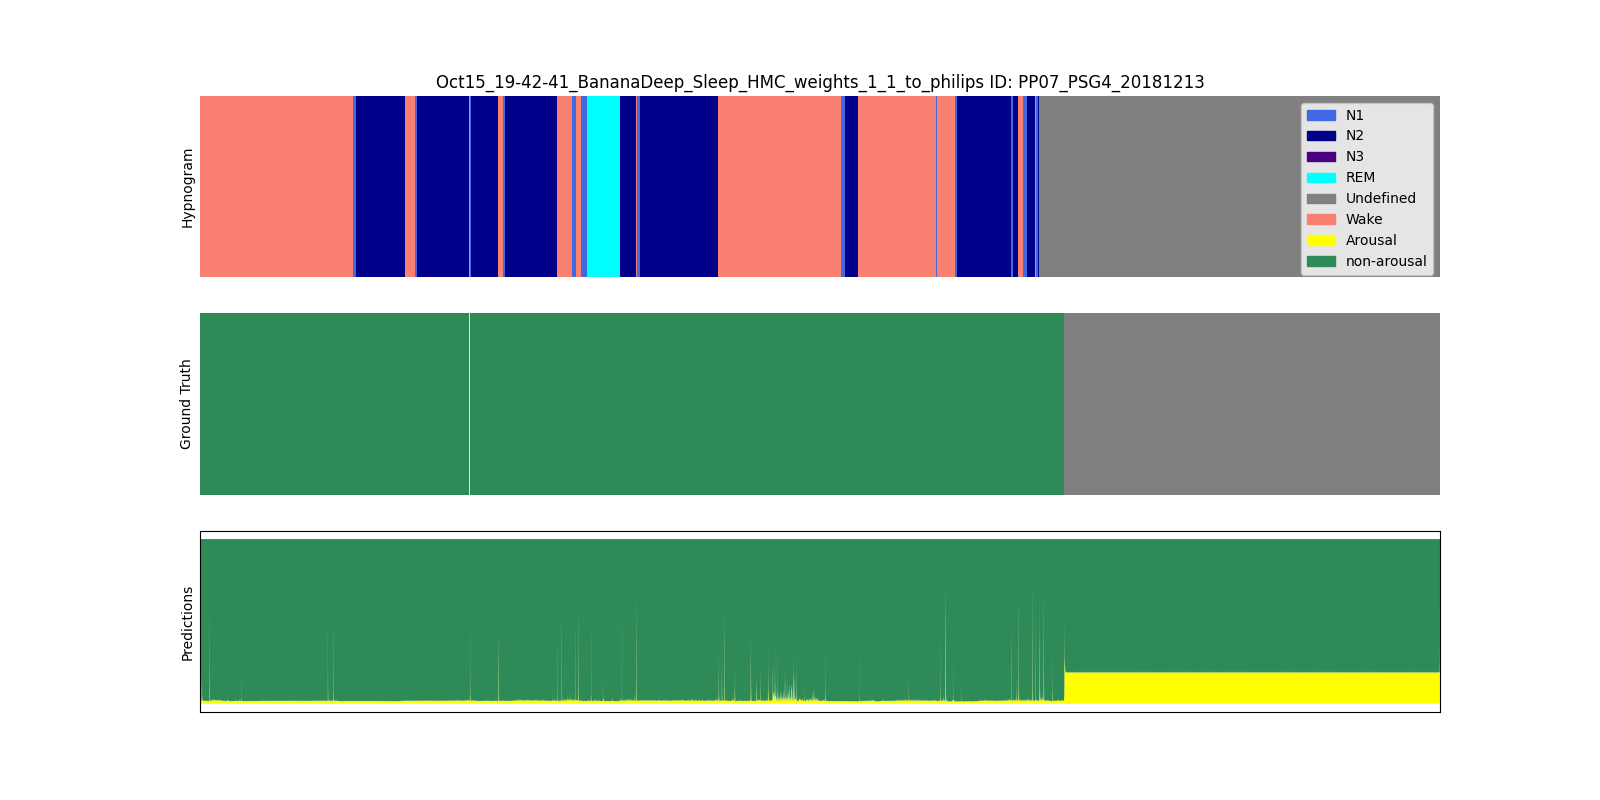 Oct15_19-42-41_BananaDeep_Sleep_HMC_weights_1_1_to_philips ID: PP07_PSG4_20181213
Hypnogram
N1
N2
N3
REM
Undefined
Wake
Arousal
non-arousal
Ground Truth
Predictions